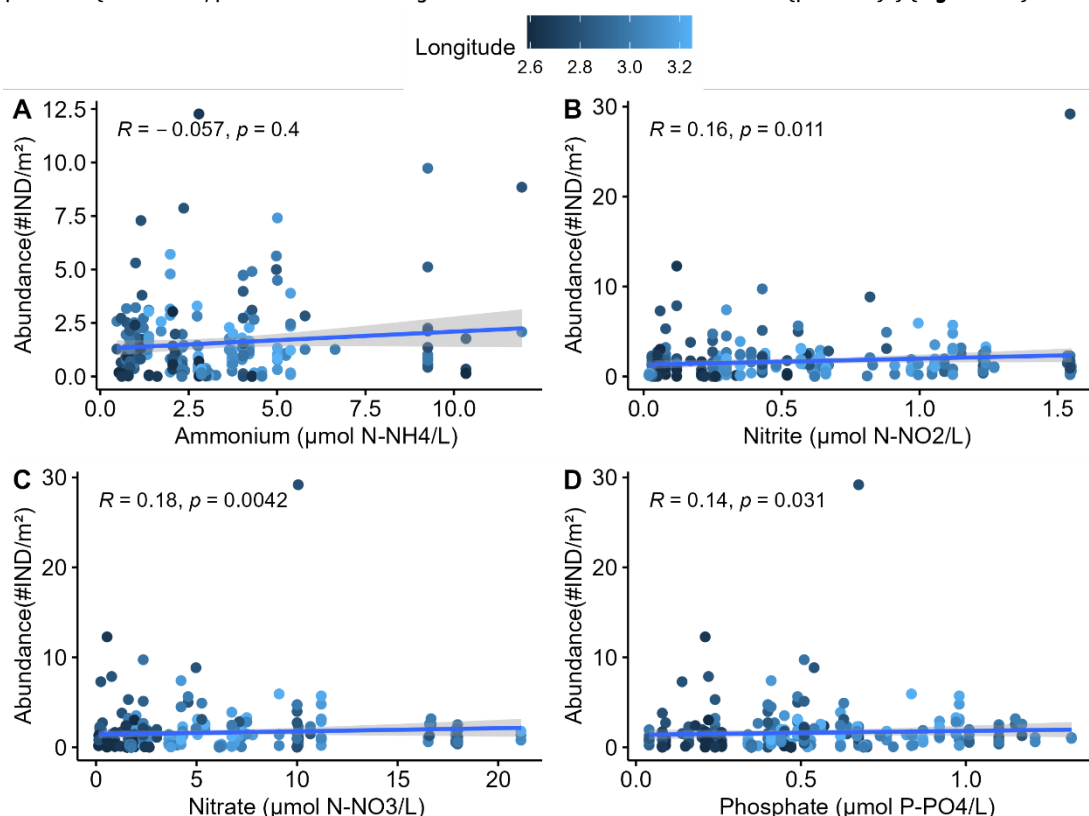 Longitude
2.6 2.8 3.0 3.2
A
R = −0.057, p = 0.4
12.5
10.0
7.5
5.0
2.5
0.0
Abundance(#IND/m²)
0.0 2.5 5.0 7.5 10.0
Ammonium (μmol N-NH4/L)
B
R = 0.16, p = 0.011
30
20
10
0
Abundance(#IND/m²)
0.0 0.5 1.0 1.5
Nitrite (μmol N-NO2/L)
C
R = 0.18, p = 0.0042
30
20
10
0
Abundance(#IND/m²)
0 5 10 15 20
Nitrate (μmol N-NO3/L)
D
R = 0.14, p = 0.031
30
20
10
0
Abundance(#IND/m²)
0.0 0.5 1.0
Phosphate (μmol P-PO4/L)